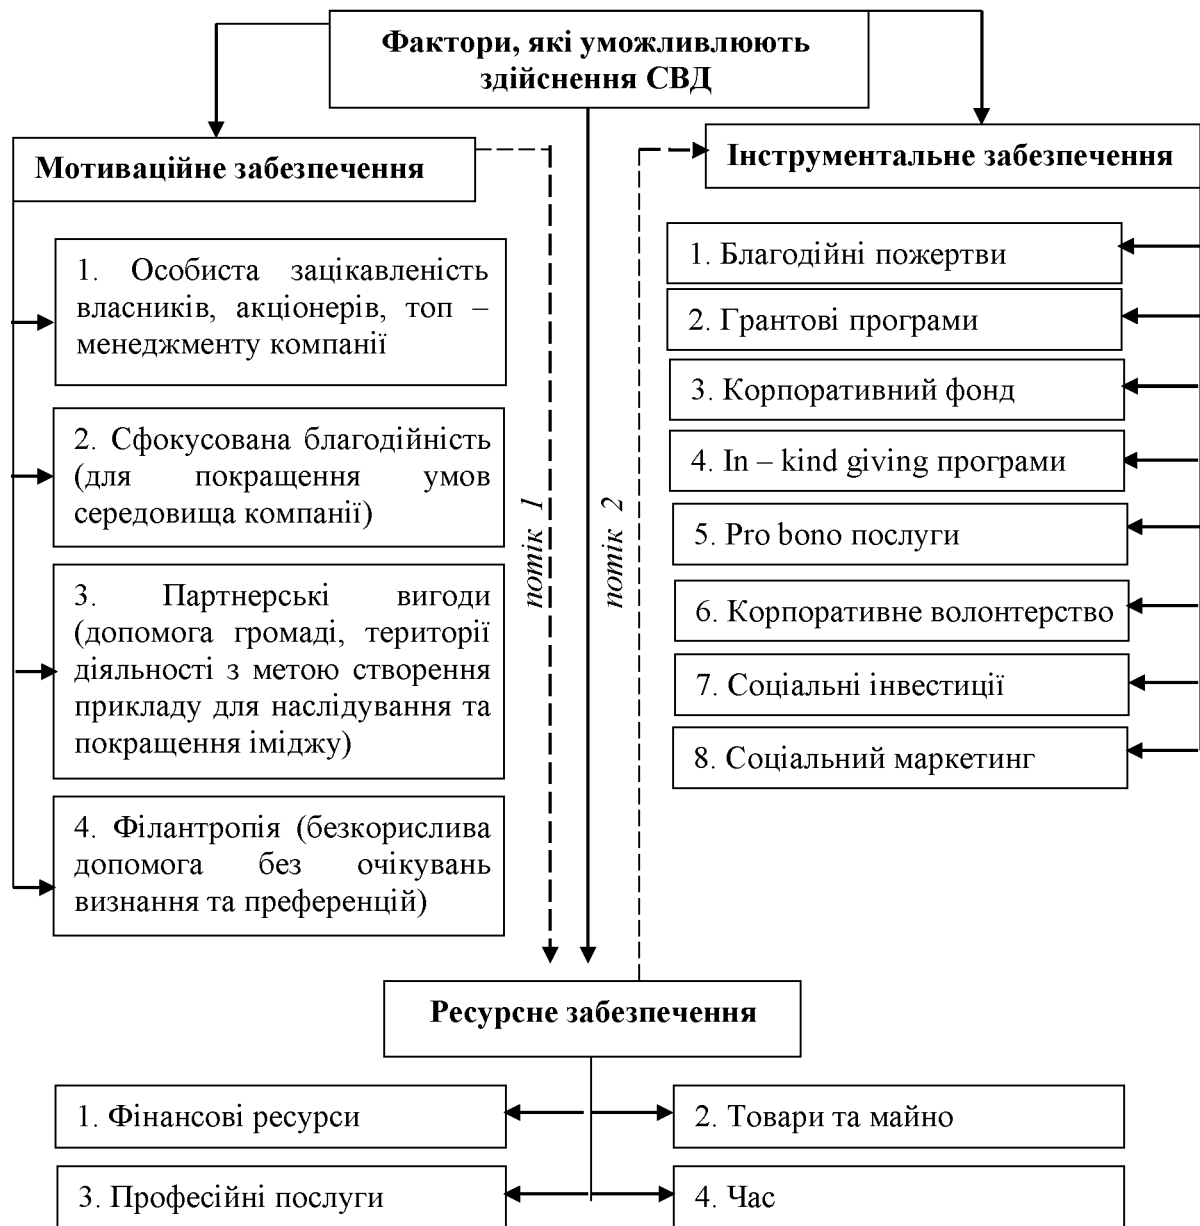 Фактори, які уможливлюють
здійснення СВД
Мотиваційне забезпечення
1. Особиста зацікавленість
власників, акціонерів, топ –
менеджменту компанії
2. Сфокусована благодійність
(для покращення умов
середовища компанії)
3. Партнерські вигоди
(допомога громаді, території
діяльності з метою створення
прикладу для наслідування та
покращення іміджу)
4. Філантропія (безкорислива
допомога без очікувань
визнання та преференцій)
потік 1
потік 2
Інструментальне забезпечення
1. Благодійні пожертви
2. Грантові програми
3. Корпоративний фонд
4. In – kind giving програми
5. Pro bono послуги
6. Корпоративне волонтерство
7. Соціальні інвестиції
8. Соціальний маркетинг
Ресурсне забезпечення
1. Фінансові ресурси
2. Товари та майно
3. Професійні послуги
4. Час